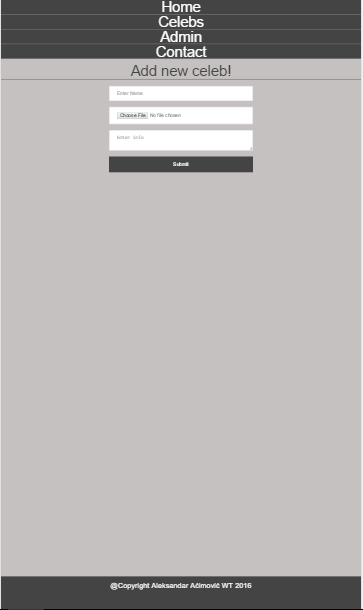 Home
Celebs
Admin
Contact
Add new celeb!
Enter Name
Choose File No file chosen
Enter info
Submit
@Copyright Aleksandar Aćimović WT 2016